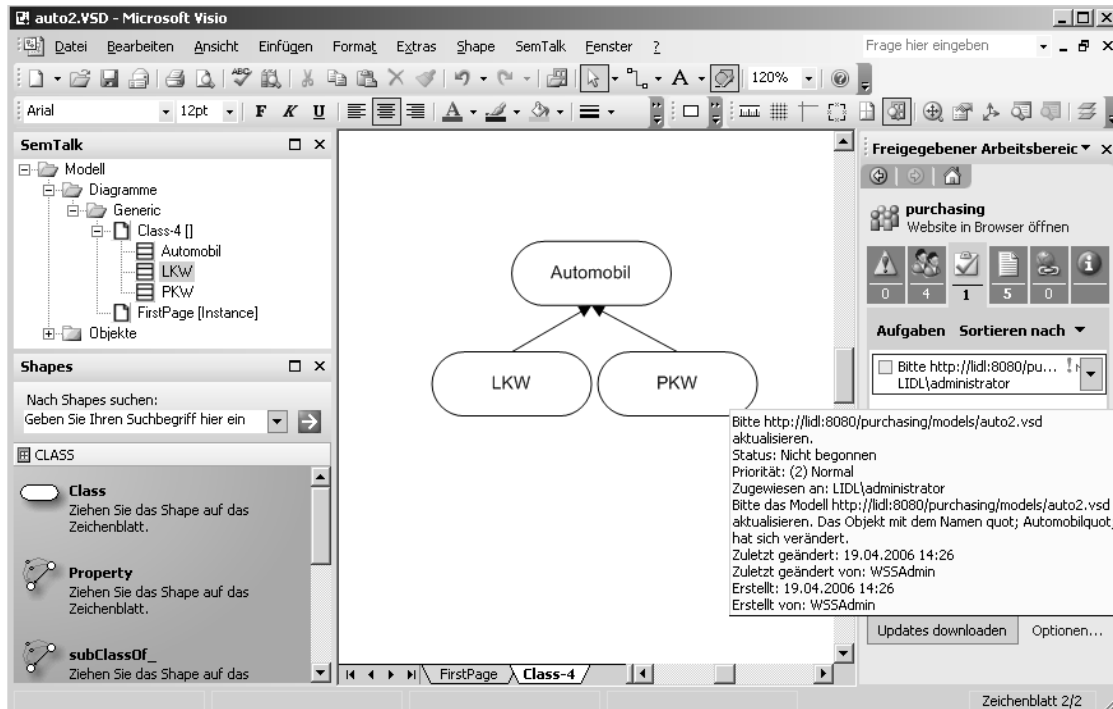 auto2.VSD - Microsoft Visio
Datei Bearbeiten Ansicht Einfügen Format Extras Shape SemTalk Fenster ? Frage hier eingeben
ABC A 120%
Arial 12pt F K U A
SemTalk
Modell
Diagramme
Generic
Class-4 []
Automobil
LKW
PKW
FirstPage [Instance]
Objekte
Shapes
Nach Shapes suchen:
Geben Sie Ihren Suchbegriff hier ein
CLASS
Class
Ziehen Sie das Shape auf das
Zeichenblatt.
Property
Ziehen Sie das Shape auf das
Zeichenblatt.
subClassOf_
Ziehen Sie das Shape auf das
Automobil
LKW PKW
FirstPage Class-4
Freigegebener Arbeitsbereic
purchasing
Website in Browser öffnen
0 4 1 5 0
Aufgaben Sortieren nach
Bitte http://lidl:8080/pu... !
LIDL\administrator
Bitte http://lidl:8080/purchasing/models/auto2.vsd
aktualisieren.
Status: Nicht begonnen
Priorität: (2) Normal
Zugewiesen an: LIDL\administrator
Bitte das Modell http://lidl:8080/purchasing/models/auto2.vsd
aktualisieren. Das Objekt mit dem Namen quot; Automobilquot;
hat sich verändert.
Zuletzt geändert: 19.04.2006 14:26
Zuletzt geändert von: WSSAdmin
Erstellt: 19.04.2006 14:26
Erstellt von: WSSAdmin
Updates downloaden Optionen...
Zeichenblatt 2/2